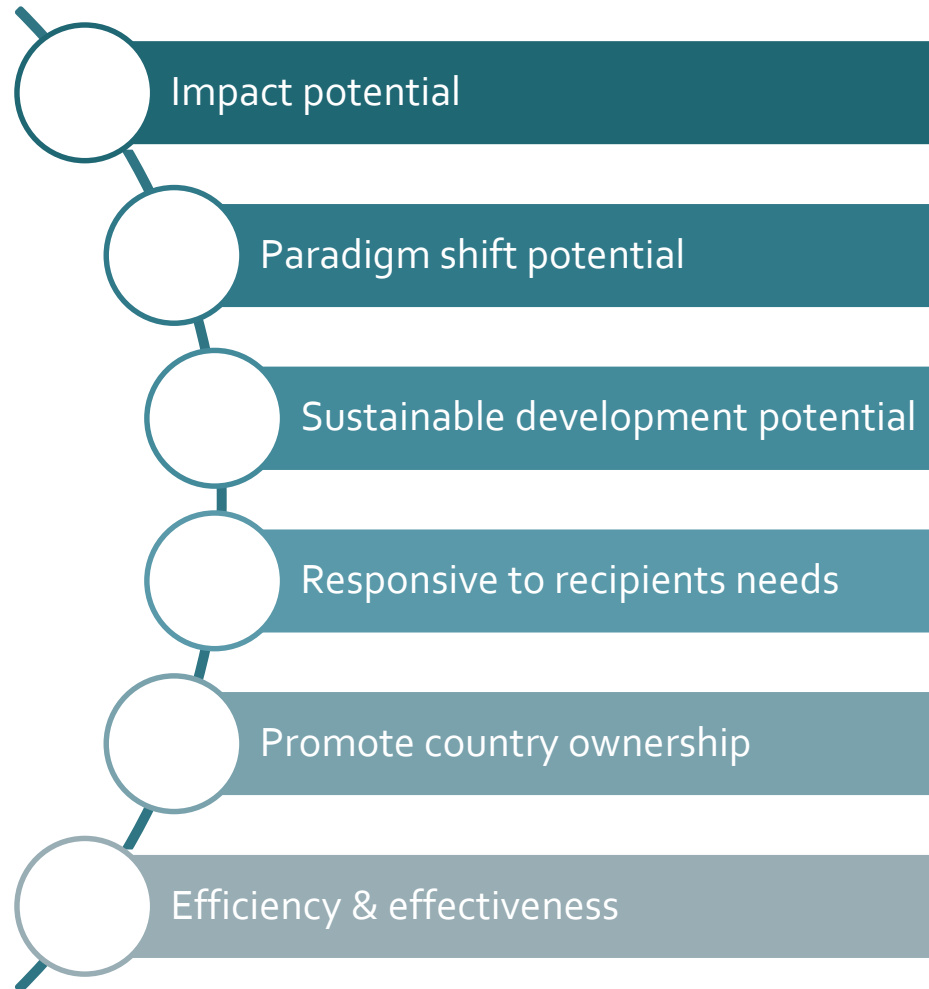 Impact potential
Paradigm shift potential
Sustainable development potential
Responsive to recipients needs
Promote country ownership
Efficiency & effectiveness